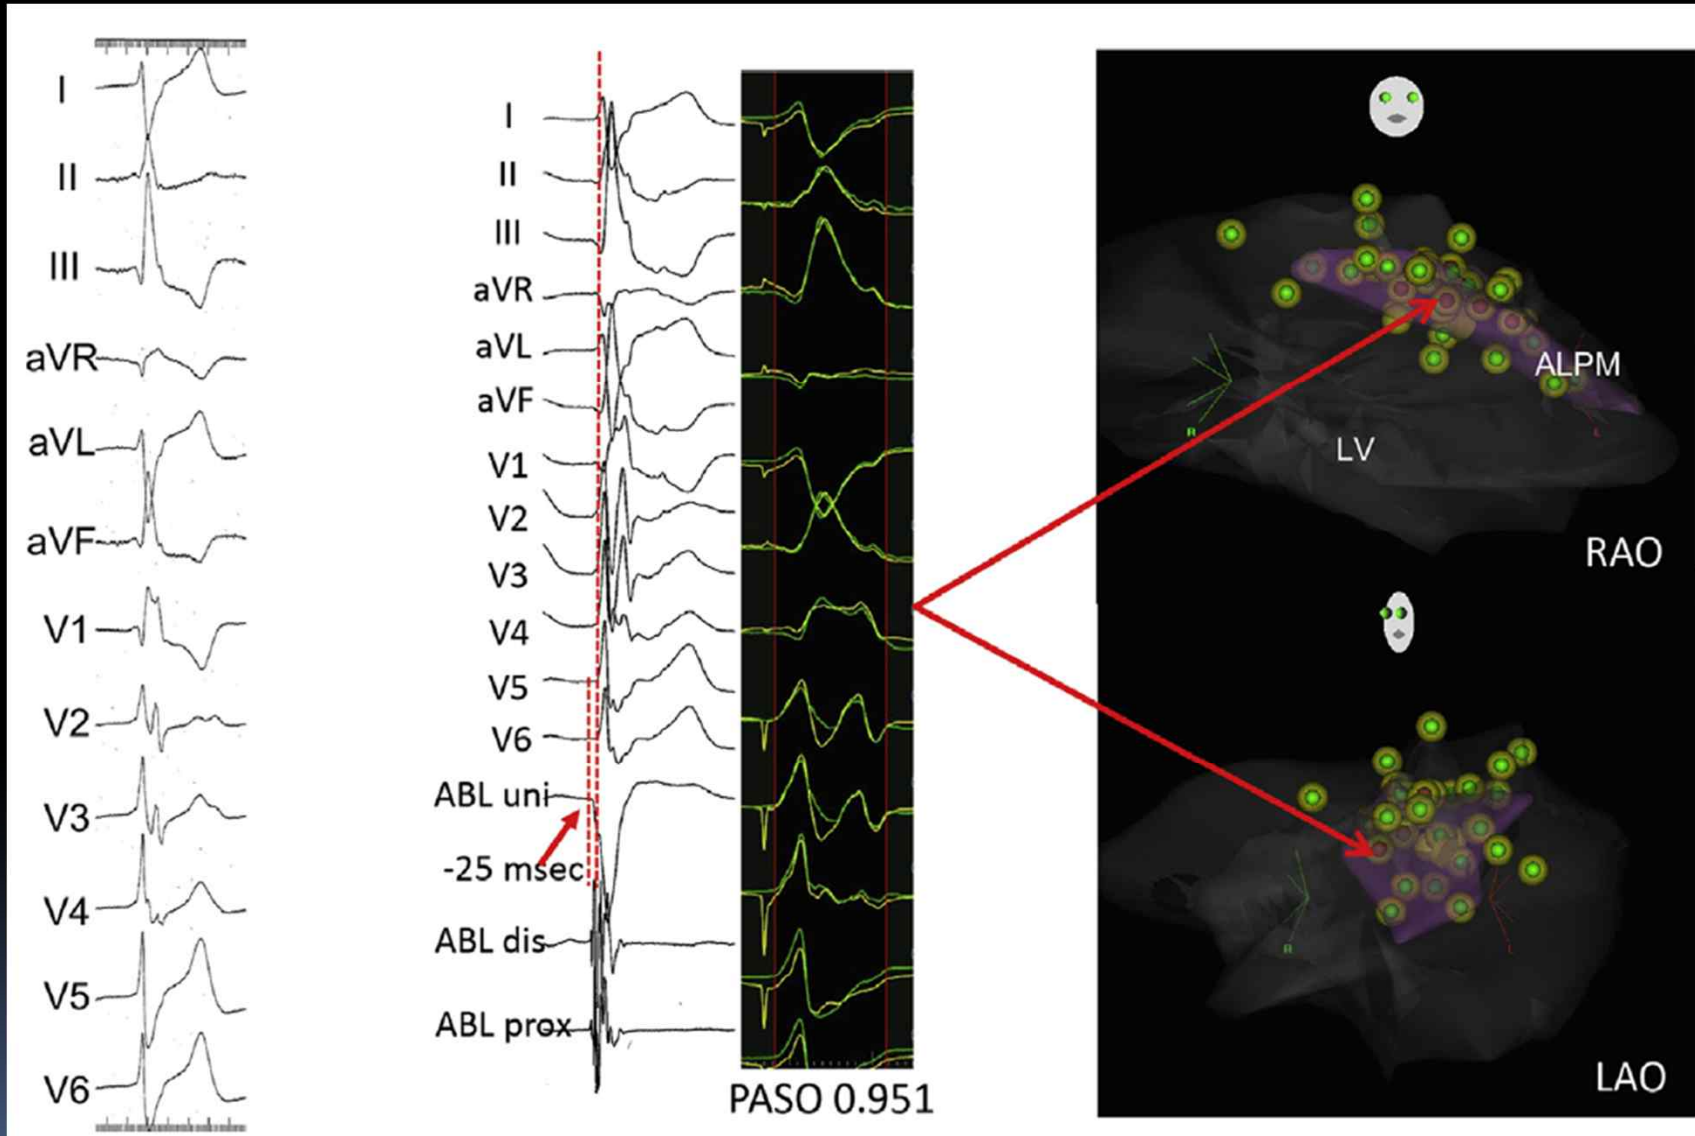 I
II
III
aVR
aVL
aVF
V1
V2
V3
V4
V5
V6
I
II
III
aVR
aVL
aVF
V1
V2
V3
V4
V5
V6
ABL uni
-25 msec
ABL dis
ABL prox
PASO 0.951
ALPM
R
L
LV
RAO
R
L
LAO